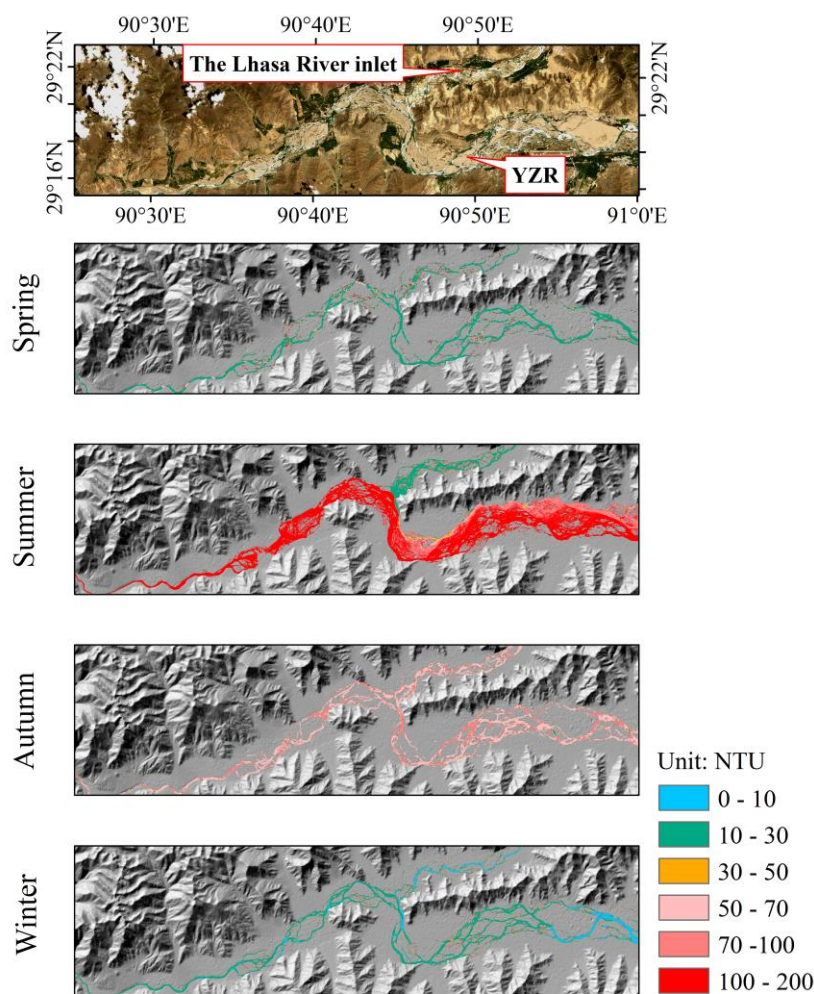 90°30'E 90°40'E 90°50'E
29°22'N
29°16'N
The Lhasa River inlet
29°22'N
YZR
90°30'E 90°40'E 90°50'E 91°0'E
Spring
Summer
Autumn
Winter
Unit: NTU
0 - 10
10 - 30
30 - 50
50 - 70
70 -100
100 - 200